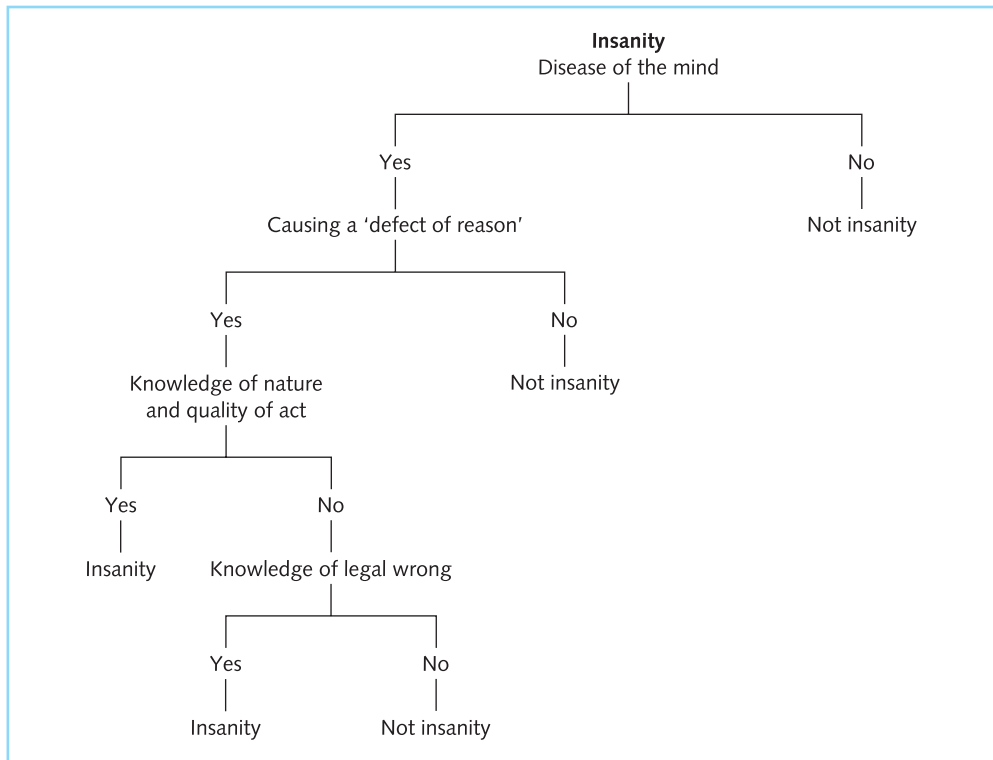 Insanity
Disease of the mind
Yes
No
Causing a ‘defect of reason’
Not insanity
Yes
No
Knowledge of nature
and quality of act
Not insanity
Yes
No
Insanity
Knowledge of legal wrong
Yes
No
Insanity
Not insanity